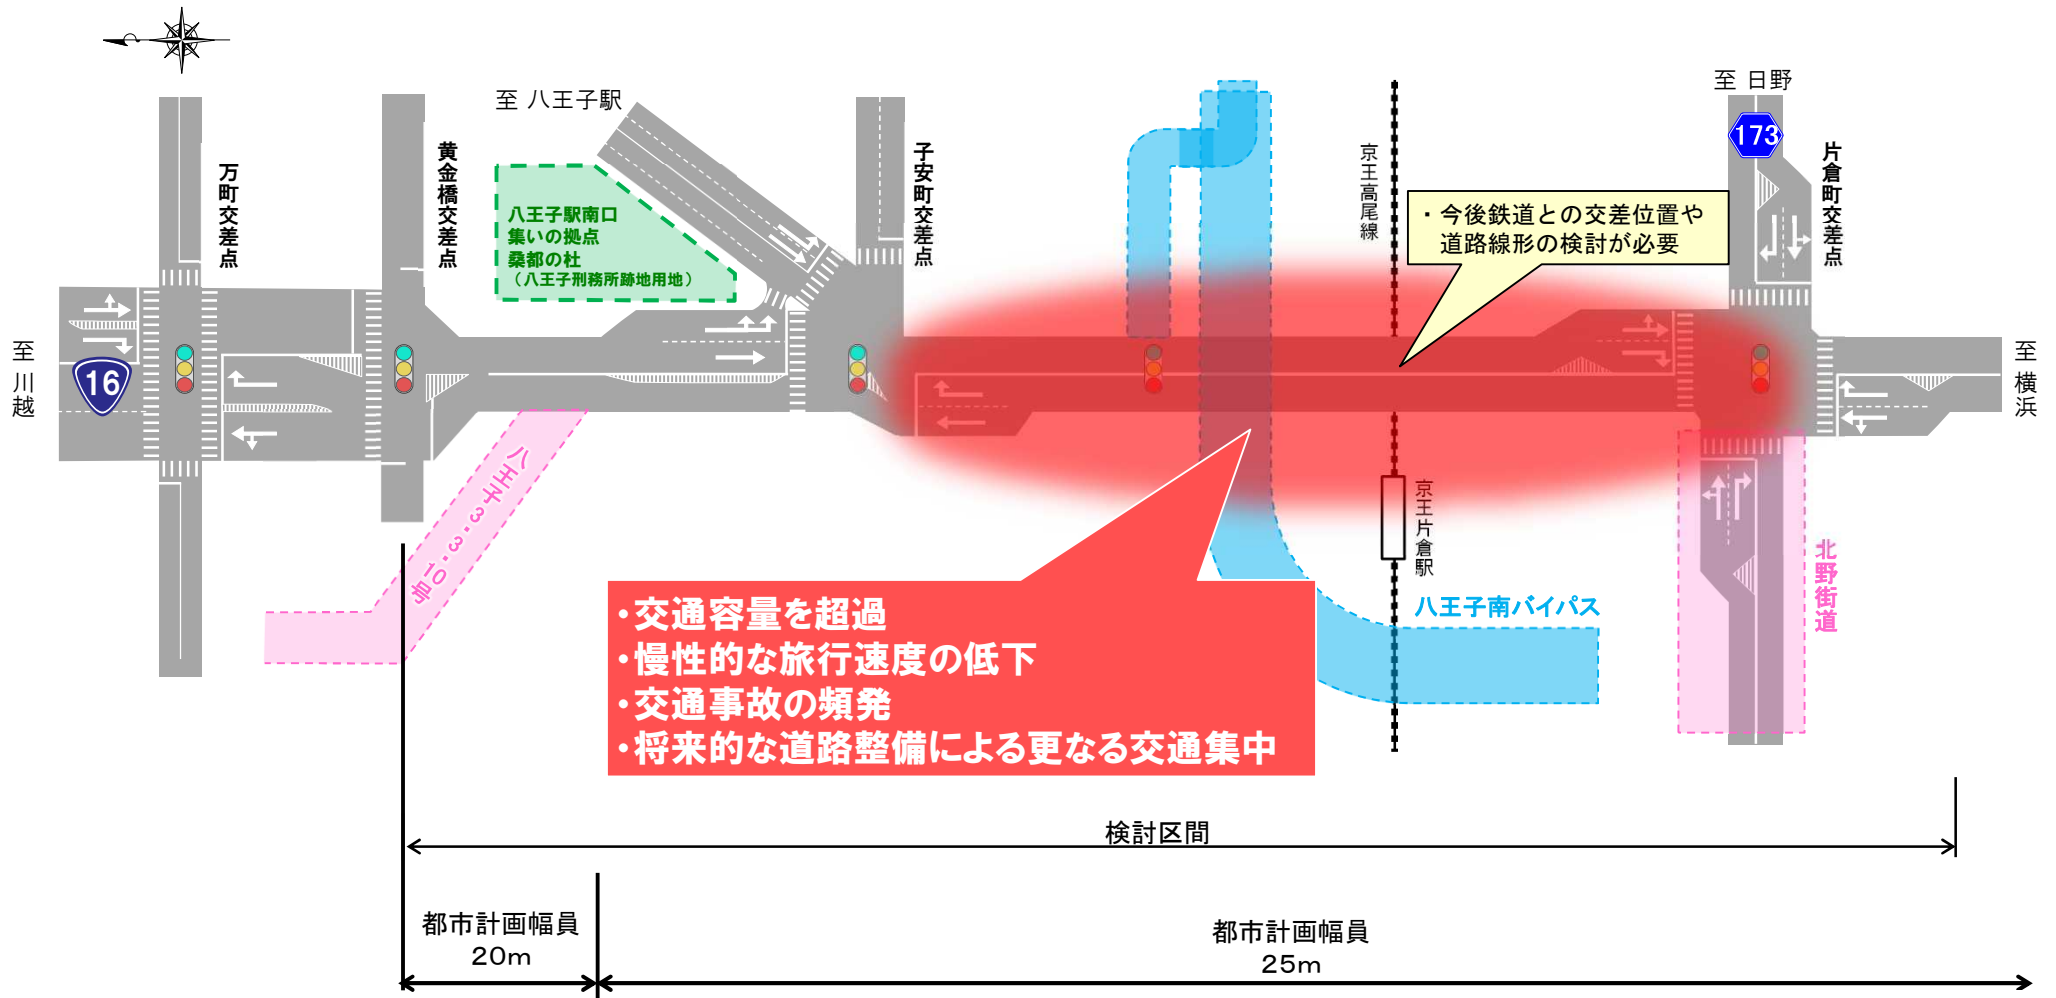 至 八王子駅
至 日野
173
万町交差点
黄金橋交差点
子安町交差点
京王高尾線
片倉町交差点
八王子駅南口
集いの拠点
桑都の杜
（八王子刑務所跡地用地）
・今後鉄道との交差位置や
道路線形の検討が必要
至 川越
16
至 横浜
八王子3・3・10号
京王片倉駅
北野街道
八王子南バイパス
・交通容量を超過
・慢性的な旅行速度の低下
・交通事故の頻発
・将来的な道路整備による更なる交通集中
検討区間
都市計画幅員
20m
都市計画幅員
25m